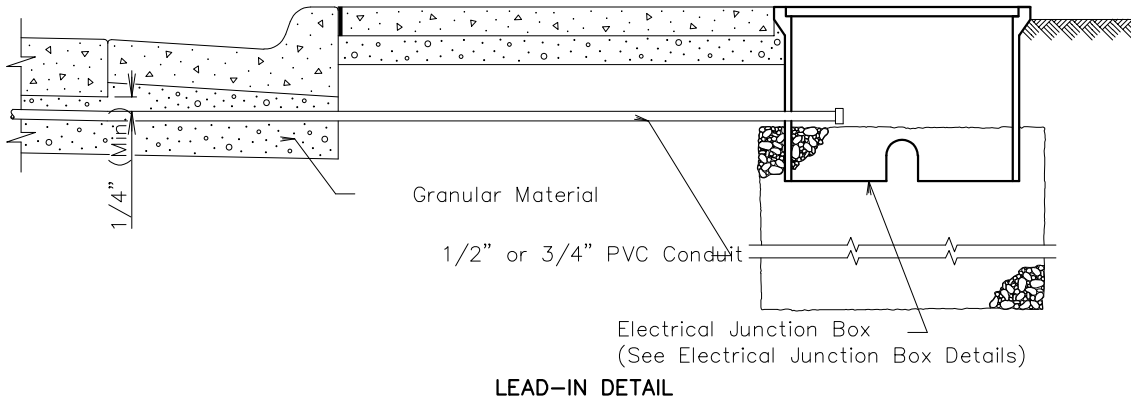 1/4” (Min)
Granular Material
1/2” or 3/4” PVC Conduit
Electrical Junction Box
(See Electrical Junction Box Details)
LEAD-IN DETAIL